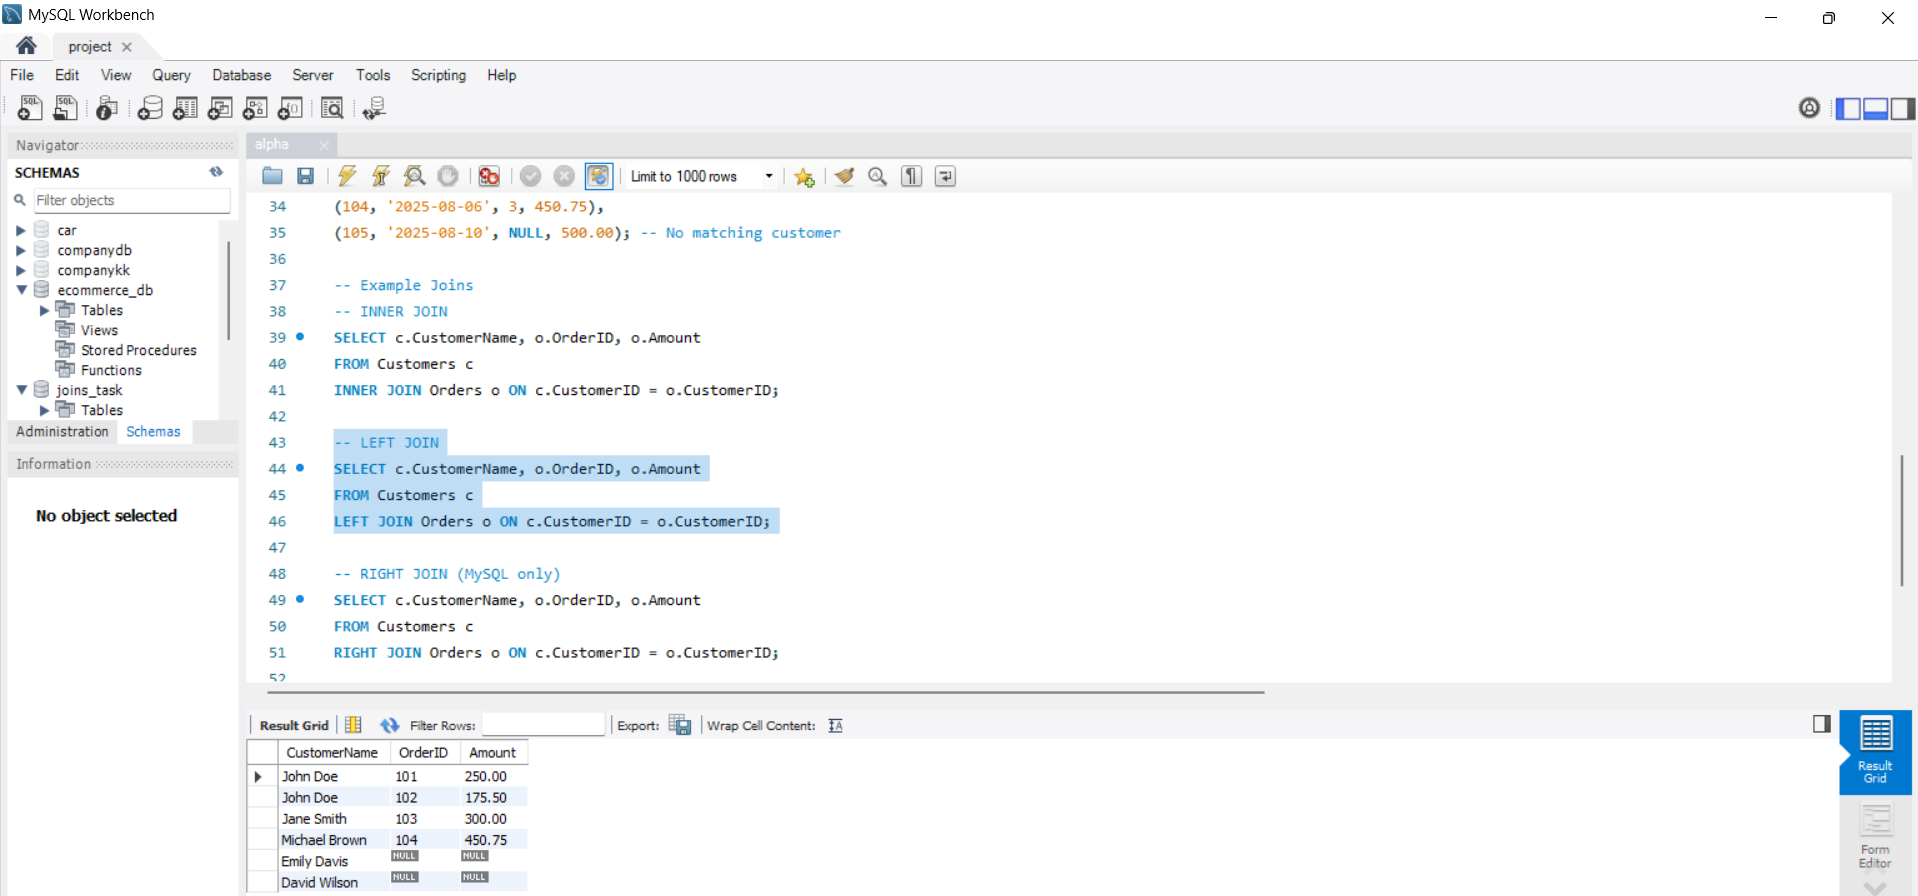 MySQL Workbench
project
File Edit View Query Database Server Tools Scripting Help
SQL SQL
Navigator
SCHEMAS
Filter objects
car
companydb
companykk
ecommerce_db
Tables
Views
Stored Procedures
Functions
joins_task
Tables
Administration Schemas
Information
No object selected
alpha
Limit to 1000 rows
34 (104, '2025-08-06', 3, 450.75),
35 (105, '2025-08-10', NULL, 500.00); -- No matching customer
36
37 -- Example Joins
38 -- INNER JOIN
39 SELECT c.CustomerName, o.OrderID, o.Amount
40 FROM Customers c
41 INNER JOIN Orders o ON c.CustomerID = o.CustomerID;
42
43 -- LEFT JOIN
44 SELECT c.CustomerName, o.OrderID, o.Amount
45 FROM Customers c
46 LEFT JOIN Orders o ON c.CustomerID = o.CustomerID;
47
48 -- RIGHT JOIN (MySQL only)
49 SELECT c.CustomerName, o.OrderID, o.Amount
50 FROM Customers c
51 RIGHT JOIN Orders o ON c.CustomerID = o.CustomerID;
52
Result Grid Filter Rows: Export: Wrap Cell Content:
CustomerName OrderID Amount
John Doe 101 250.00
John Doe 102 175.50
Jane Smith 103 300.00
Michael Brown 104 450.75
Emily Davis NULL NULL
David Wilson NULL NULL
Result
Grid
Form
Editor